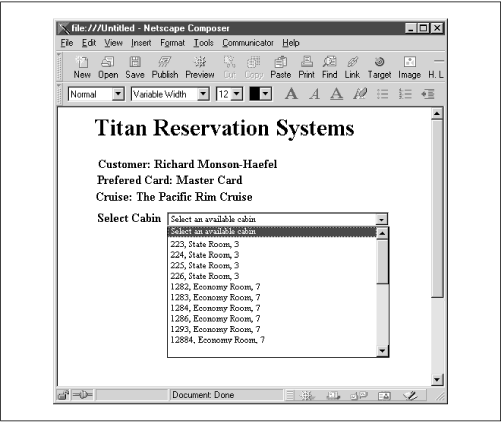 file:///Untitled - Netscape Composer
File Edit View Insert Format Tools Communicator Help
New Open Save Publish Preview Cut Copy Paste Print Find Link Target Image H. L
Normal Variable Width 12 A A A
Titan Reservation Systems
Customer: Richard Monson-Haefel
Prefered Card: Master Card
Cruise: The Pacific Rim Cruise
Select Cabin Select an available cabin
Select an available cabin
223, State Room, 3
224, State Room, 3
225, State Room, 3
226, State Room, 3
1282, Economy Room, 7
1283, Economy Room, 7
1284, Economy Room, 7
1286, Economy Room, 7
1293, Economy Room, 7
12884, Economy Room, 7
Document: Done